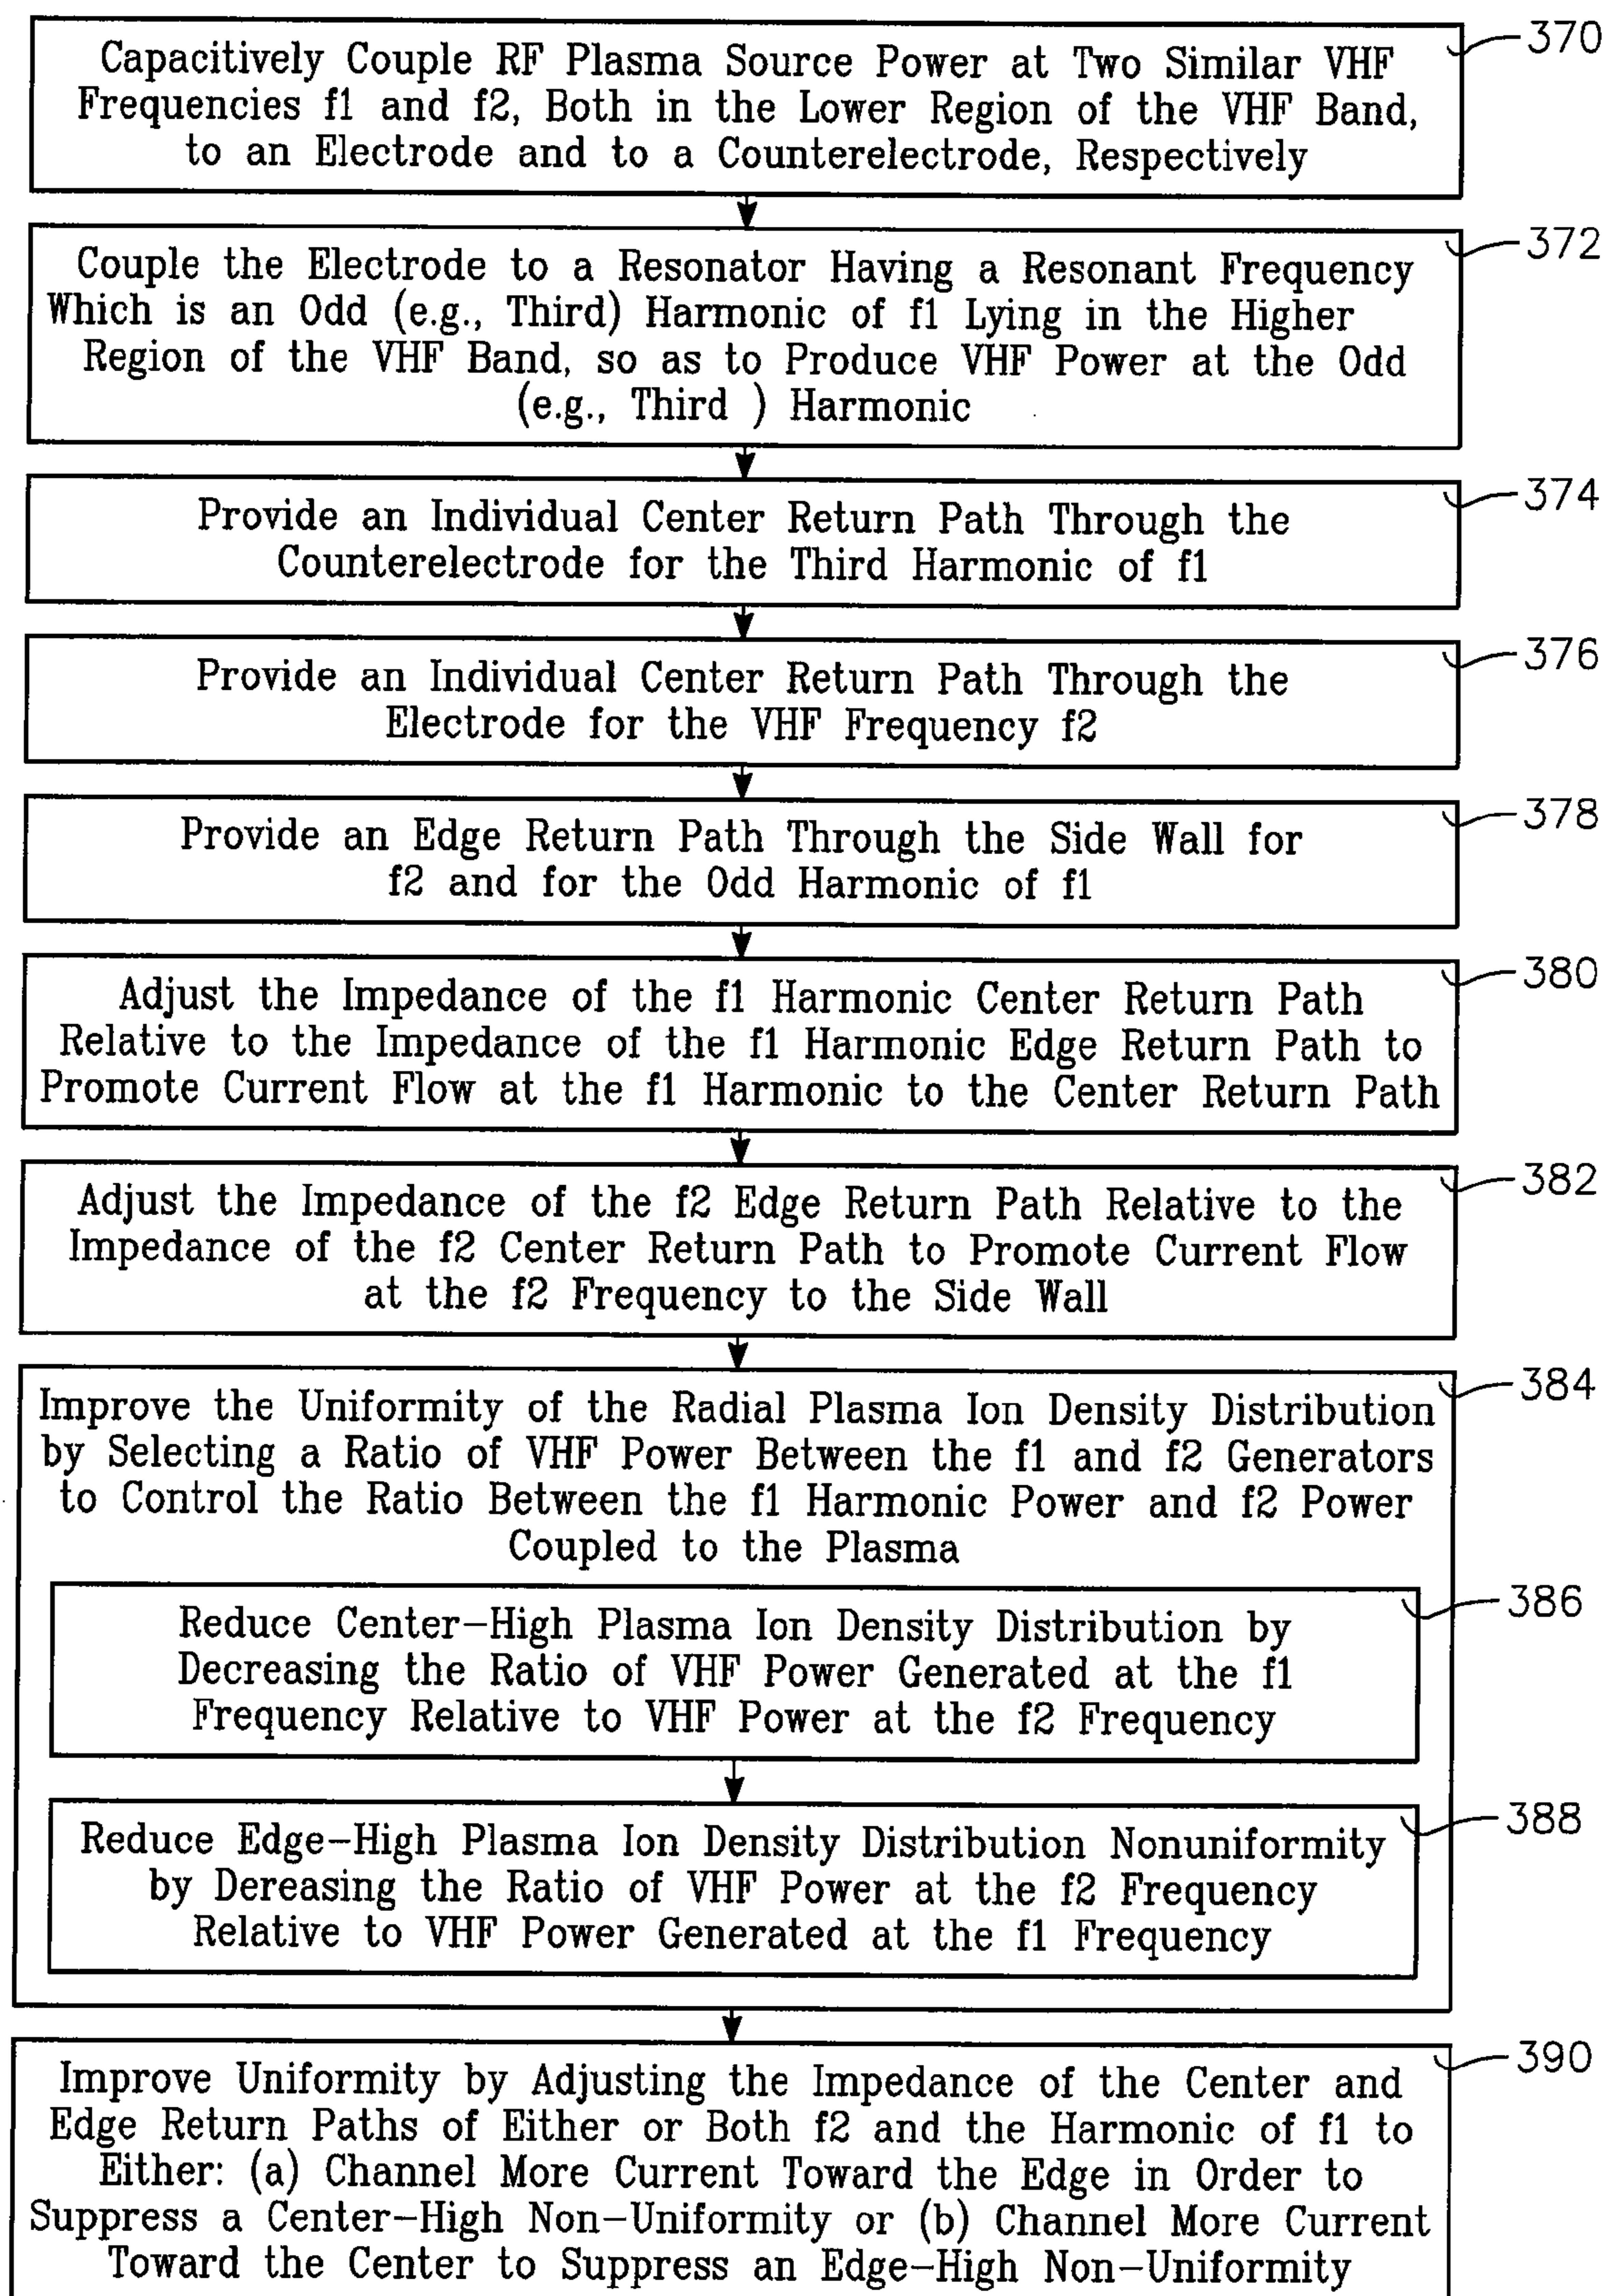 370
Capacitively Couple RF Plasma Source Power at Two Similar VHF
Frequencies f1 and f2, Both in the Lower Region of the VHF Band,
to an Electrode and to a Counterelectrode, Respectively
372
Couple the Electrode to a Resonator Having a Resonant Frequency
Which is an Odd (e.g., Third) Harmonic of f1 Lying in the Higher
Region of the VHF Band, so as to Produce VHF Power at the Odd
(e.g., Third ) Harmonic
374
Provide an Individual Center Return Path Through the
Counterelectrode for the Third Harmonic of f1
376
Provide an Individual Center Return Path Through the
Electrode for the VHF Frequency f2
378
Provide an Edge Return Path Through the Side Wall for
f2 and for the Odd Harmonic of f1
380
Adjust the Impedance of the f1 Harmonic Center Return Path
Relative to the Impedance of the f1 Harmonic Edge Return Path to
Promote Current Flow at the f1 Harmonic to the Center Return Path
382
Adjust the Impedance of the f2 Edge Return Path Relative to the
Impedance of the f2 Center Return Path to Promote Current Flow
at the f2 Frequency to the Side Wall
384
Improve the Uniformity of the Radial Plasma Ion Density Distribution
by Selecting a Ratio of VHF Power Between the f1 and f2 Generators
to Control the Ratio Between the f1 Harmonic Power and f2 Power
Coupled to the Plasma
386
Reduce Center-High Plasma Ion Density Distribution by
Decreasing the Ratio of VHF Power Generated at the f1
Frequency Relative to VHF Power at the f2 Frequency
388
Reduce Edge-High Plasma Ion Density Distribution Nonuniformity
by Dereasing the Ratio of VHF Power at the f2 Frequency
Relative to VHF Power Generated at the f1 Frequency
390
Improve Uniformity by Adjusting the Impedance of the Center and
Edge Return Paths of Either or Both f2 and the Harmonic of f1 to
Either: (a) Channel More Current Toward the Edge in Order to
Suppress a Center-High Non-Uniformity or (b) Channel More Current
Toward the Center to Suppress an Edge-High Non-Uniformity